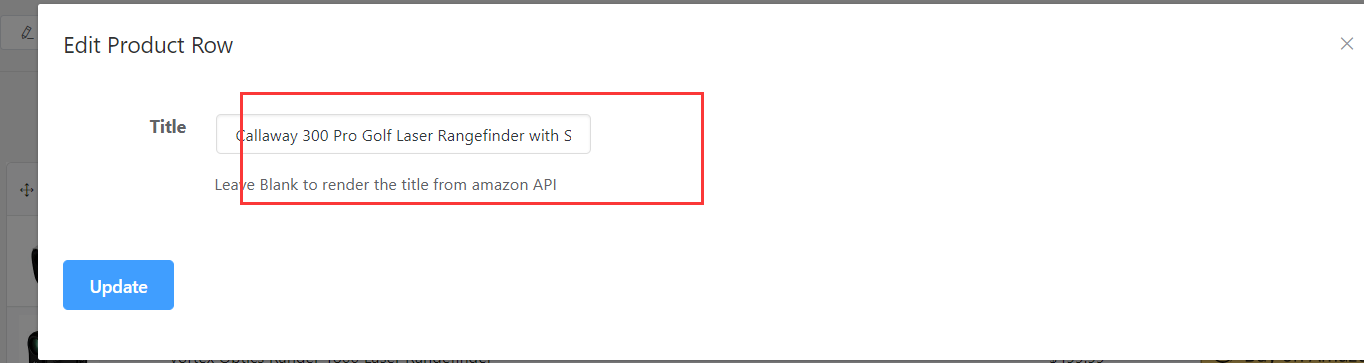 Edit Product Row
Title
Callaway 300 Pro Golf Laser Rangefinder with S
Leave Blank to render the title from amazon API
Update